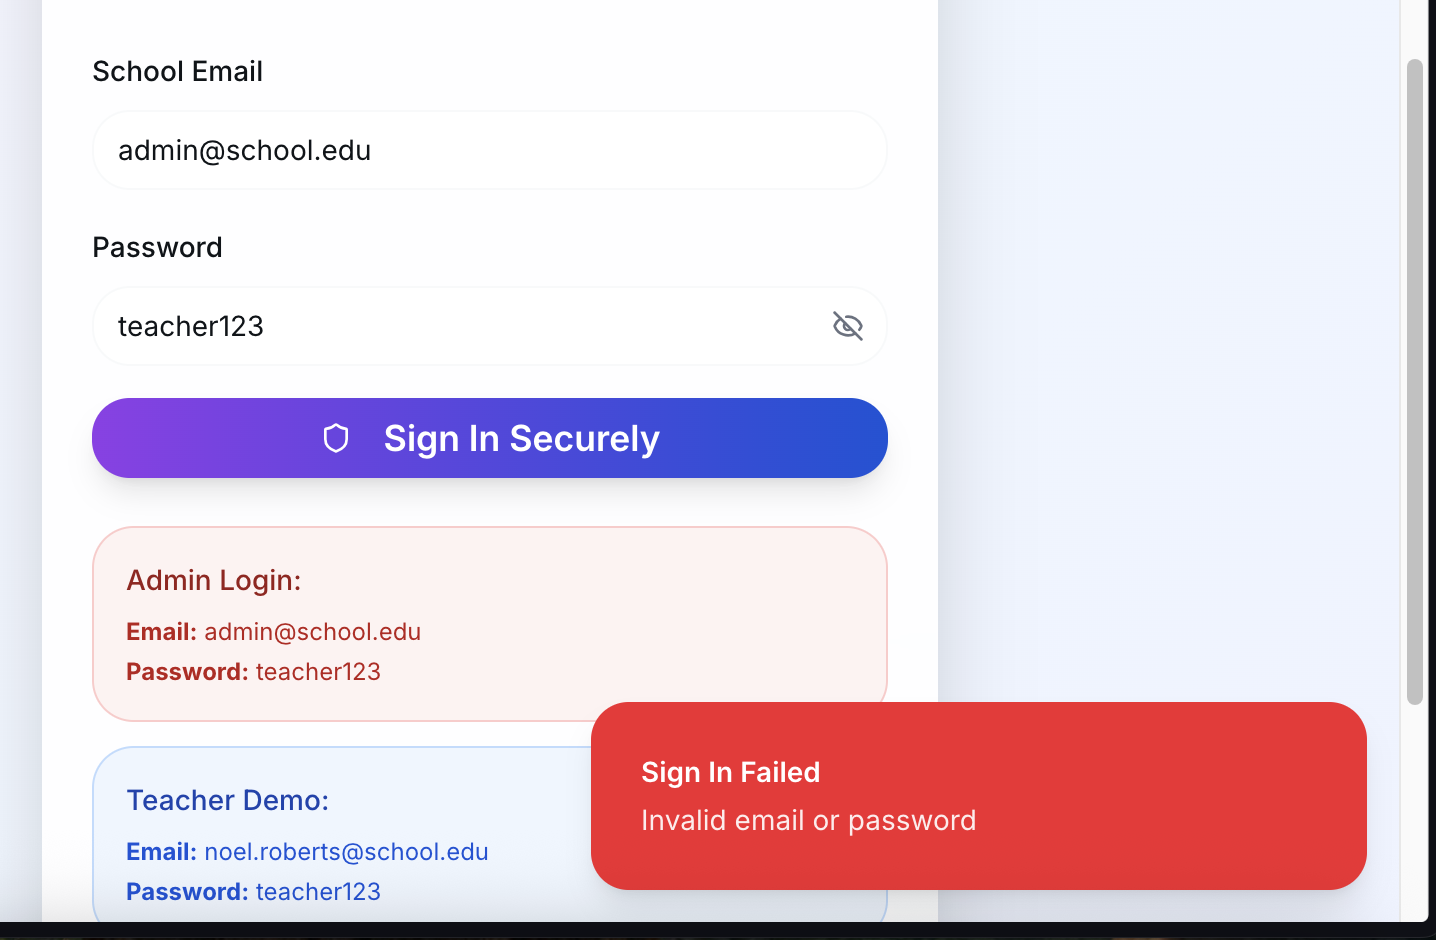 School Email
admin@school.edu
Password
teacher123
Sign In Securely
Admin Login:
Email: admin@school.edu
Password: teacher123
Teacher Demo:
Email: noel.roberts@school.edu
Password: teacher123
Sign In Failed
Invalid email or password